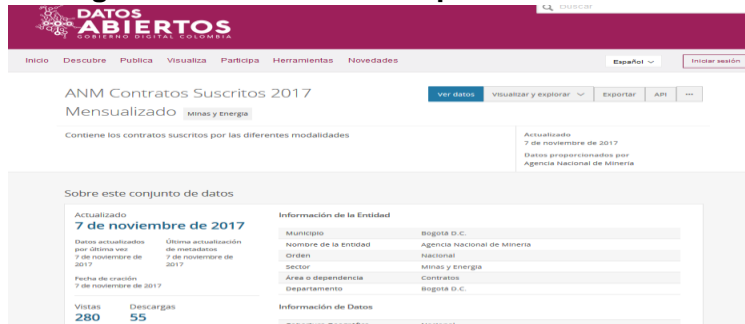 DATOS
ABIERTOS
GOBIERNO DIGITAL COLOMBIA
Buscar
Inicio Descubre Publica Visualiza Participa Herramientas Novedades
Español
Iniciar sesión
ANM Contratos Suscritos 2017
Mensualizado Minas y Energía
Ver datos Visualizar y explorar Exportar API ...
Contiene los contratos suscritos por las diferentes modalidades
Actualizado
7 de noviembre de 2017
Datos proporcionados por
Agencia Nacional de Minería
Sobre este conjunto de datos
Actualizado
7 de noviembre de 2017
Datos actualizados por última vez
7 de noviembre de 2017
Última actualización de metadatos
7 de noviembre de 2017
Fecha de cración
7 de noviembre de 2017
Vistas Descargas
280 55
Información de la Entidad
Municipio Bogotá D.C.
Nombre de la Entidad Agencia Nacional de Minería
Orden Nacional
Sector Minas y Energía
Área o dependencia Contratos
Departamento Bogotá D.C.
Información de Datos